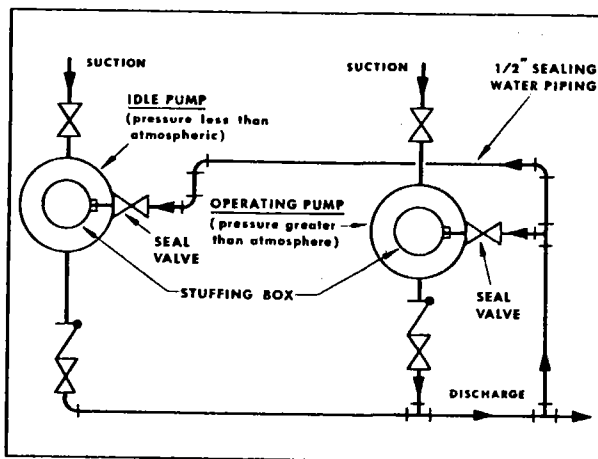 SUCTION
IDLE PUMP
(pressure less than
atmospheric)
SUCTION
1/2" SEALING
WATER PIPING
OPERATING PUMP
(pressure greater
than atmosphere)
SEAL
VALVE
STUFFING BOX
SEAL
VALVE
DISCHARGE